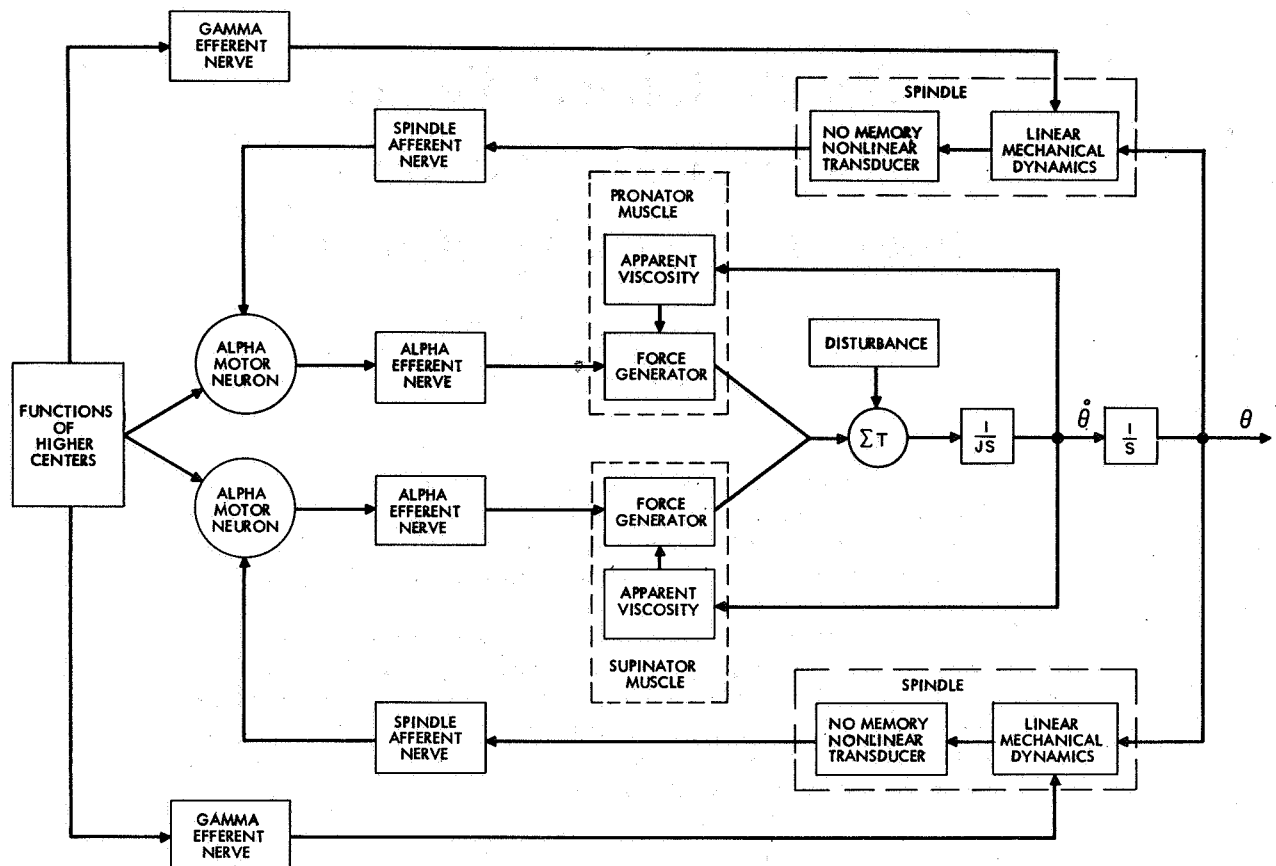 GAMMA
EFFERENT
NERVE
SPINDLE
SPINDLE
AFFERENT
NERVE
NO MEMORY
NONLINEAR
TRANSDUCER
LINEAR
MECHANICAL
DYNAMICS
PRONATOR
MUSCLE
APPARENT
VISCOSITY
ALPHA
MOTOR
NEURON
ALPHA
EFFERENT
NERVE
FORCE
GENERATOR
DISTURBANCE
FUNCTIONS
OF
HIGHER
CENTERS
ΣT
1
JS
θ̊
1
S
θ
ALPHA
MOTOR
NEURON
ALPHA
EFFERENT
NERVE
FORCE
GENERATOR
APPARENT
VISCOSITY
SUPINATOR
MUSCLE
SPINDLE
SPINDLE
AFFERENT
NERVE
NO MEMORY
NONLINEAR
TRANSDUCER
LINEAR
MECHANICAL
DYNAMICS
GAMMA
EFFERENT
NERVE